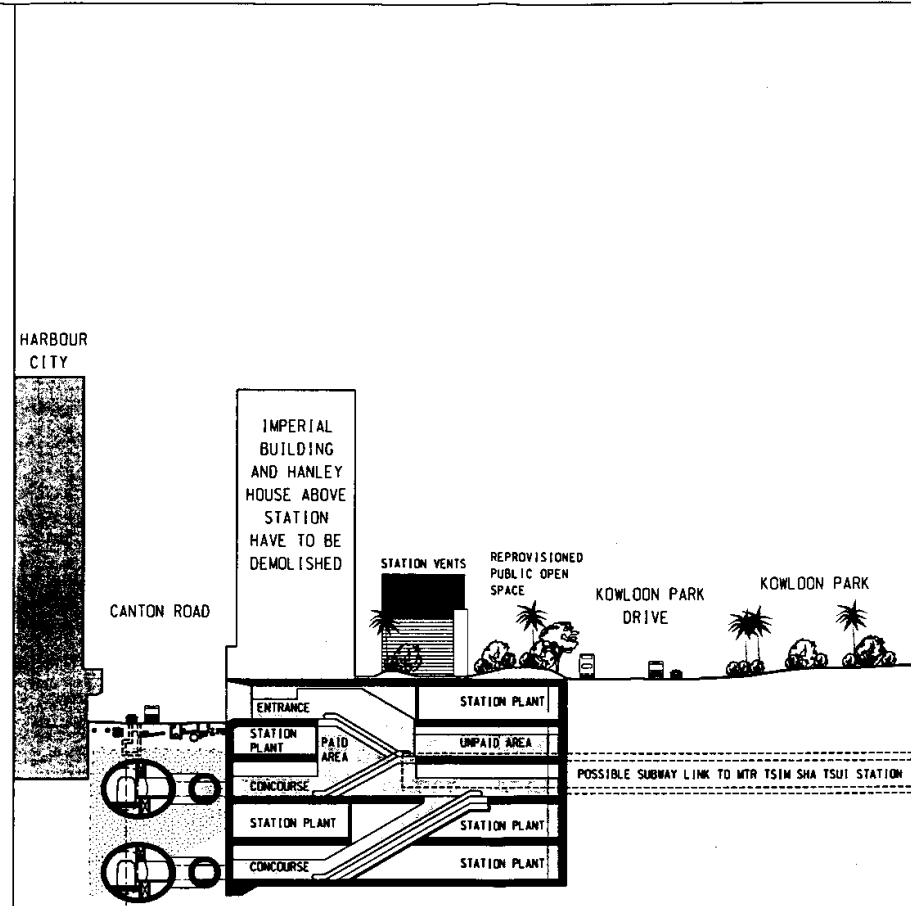 HARBOUR
CITY
IMPERIAL
BUILDING
AND HANLEY
HOUSE ABOVE
STATION
HAVE TO BE
DEMOLISHED
CANTON ROAD
STATION VENTS
REPROVISIONED
PUBLIC OPEN
SPACE
KOWLOON PARK
DRIVE
KOWLOON PARK
ENTRANCE
STATION PLANT
STATION
PLANT
PAID
AREA
UNPAID AREA
CONCOURSE
POSSIBLE SUBWAY LINK TO MTR TSIM SHA TSUI STATION
STATION PLANT
STATION PLANT
CONCOURSE
STATION PLANT